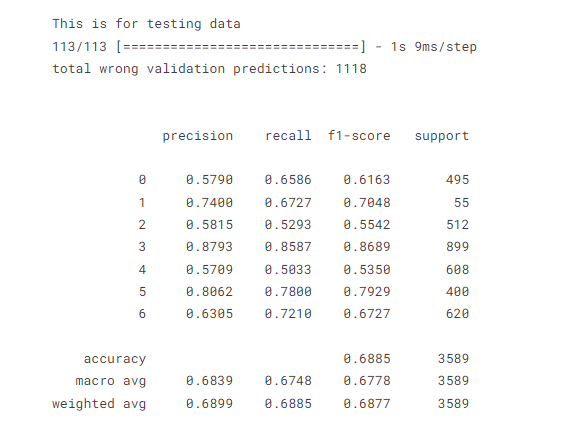 This is for testing data
113/113 [==============================] - 1s 9ms/step
total wrong validation predictions: 1118
precision recall f1-score support
0 0.5790 0.6586 0.6163 495
1 0.7400 0.6727 0.7048 55
2 0.5815 0.5293 0.5542 512
3 0.8793 0.8587 0.8689 899
4 0.5709 0.5033 0.5350 608
5 0.8062 0.7800 0.7929 400
6 0.6305 0.7210 0.6727 620
accuracy 0.6885 3589
macro avg 0.6839 0.6748 0.6778 3589
weighted avg 0.6899 0.6885 0.6877 3589